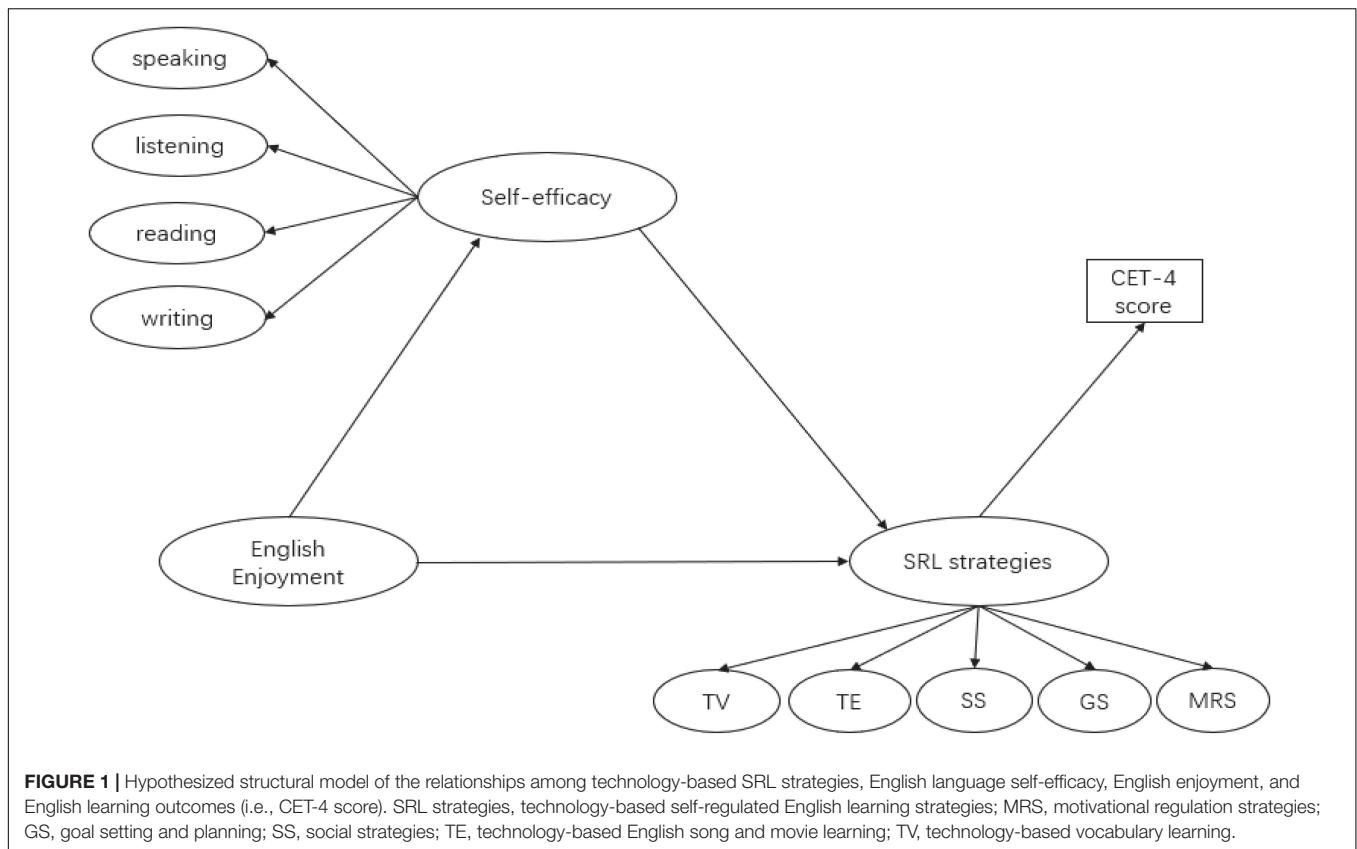 speaking
listening
Self-efficacy
reading
CET-4
score
writing
English
Enjoyment
SRL strategies
TV
TE
SS
GS
MRS
FIGURE 1 | Hypothesized structural model of the relationships among technology-based SRL strategies, English language self-efficacy, English enjoyment, and
English learning outcomes (i.e., CET-4 score). SRL strategies, technology-based self-regulated English learning strategies; MRS, motivational regulation strategies;
GS, goal setting and planning; SS, social strategies; TE, technology-based English song and movie learning; TV, technology-based vocabulary learning.